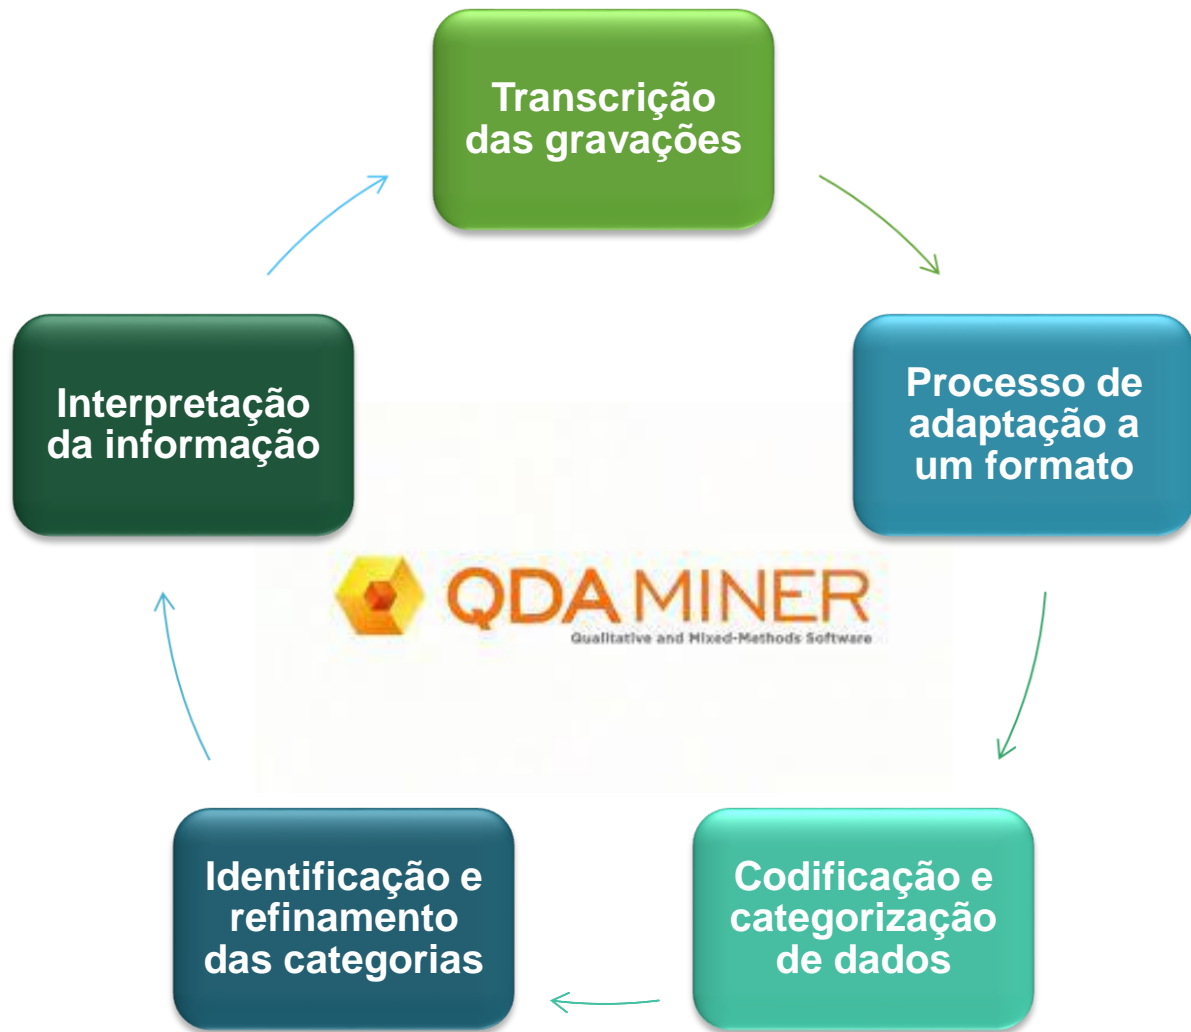 Transcrição
das gravações
Processo de
adaptação a
um formato
Codificação e
categorização
de dados
Identificação e
refinamento
das categorias
Interpretação
da informação
QDA MINER
Qualitative and Mixed-Methods Software